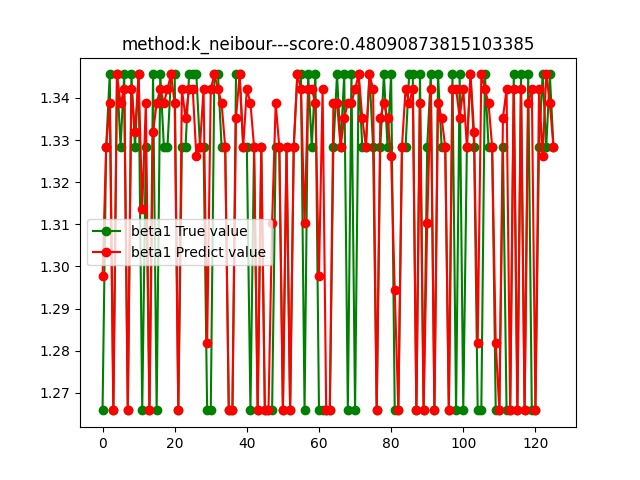 method:k_neibour---score:0.48090873815103385
1.34
1.33
1.32
1.31
1.30
1.29
1.28
1.27
beta1 True value
beta1 Predict value
0 20 40 60 80 100 120